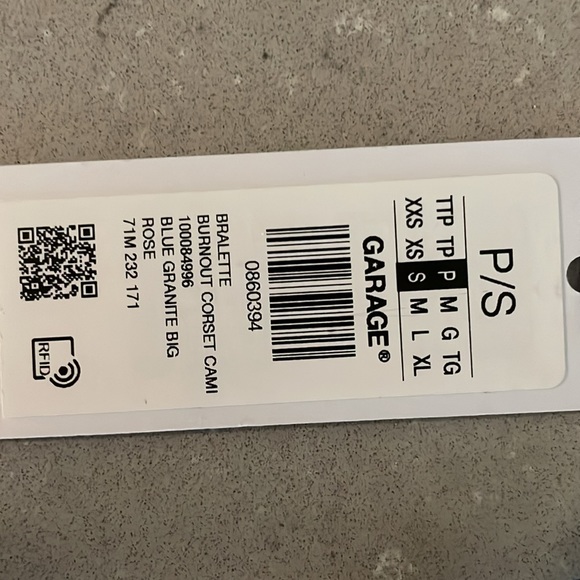 P/S
TTP TP P M G TG
XXS XS S M L XL
GARAGE®
0860394
BRALETTE
BURNOUT CORSET CAMI
100084996
BLUE GRANITE BIG
ROSE
71M 232 171
RFID